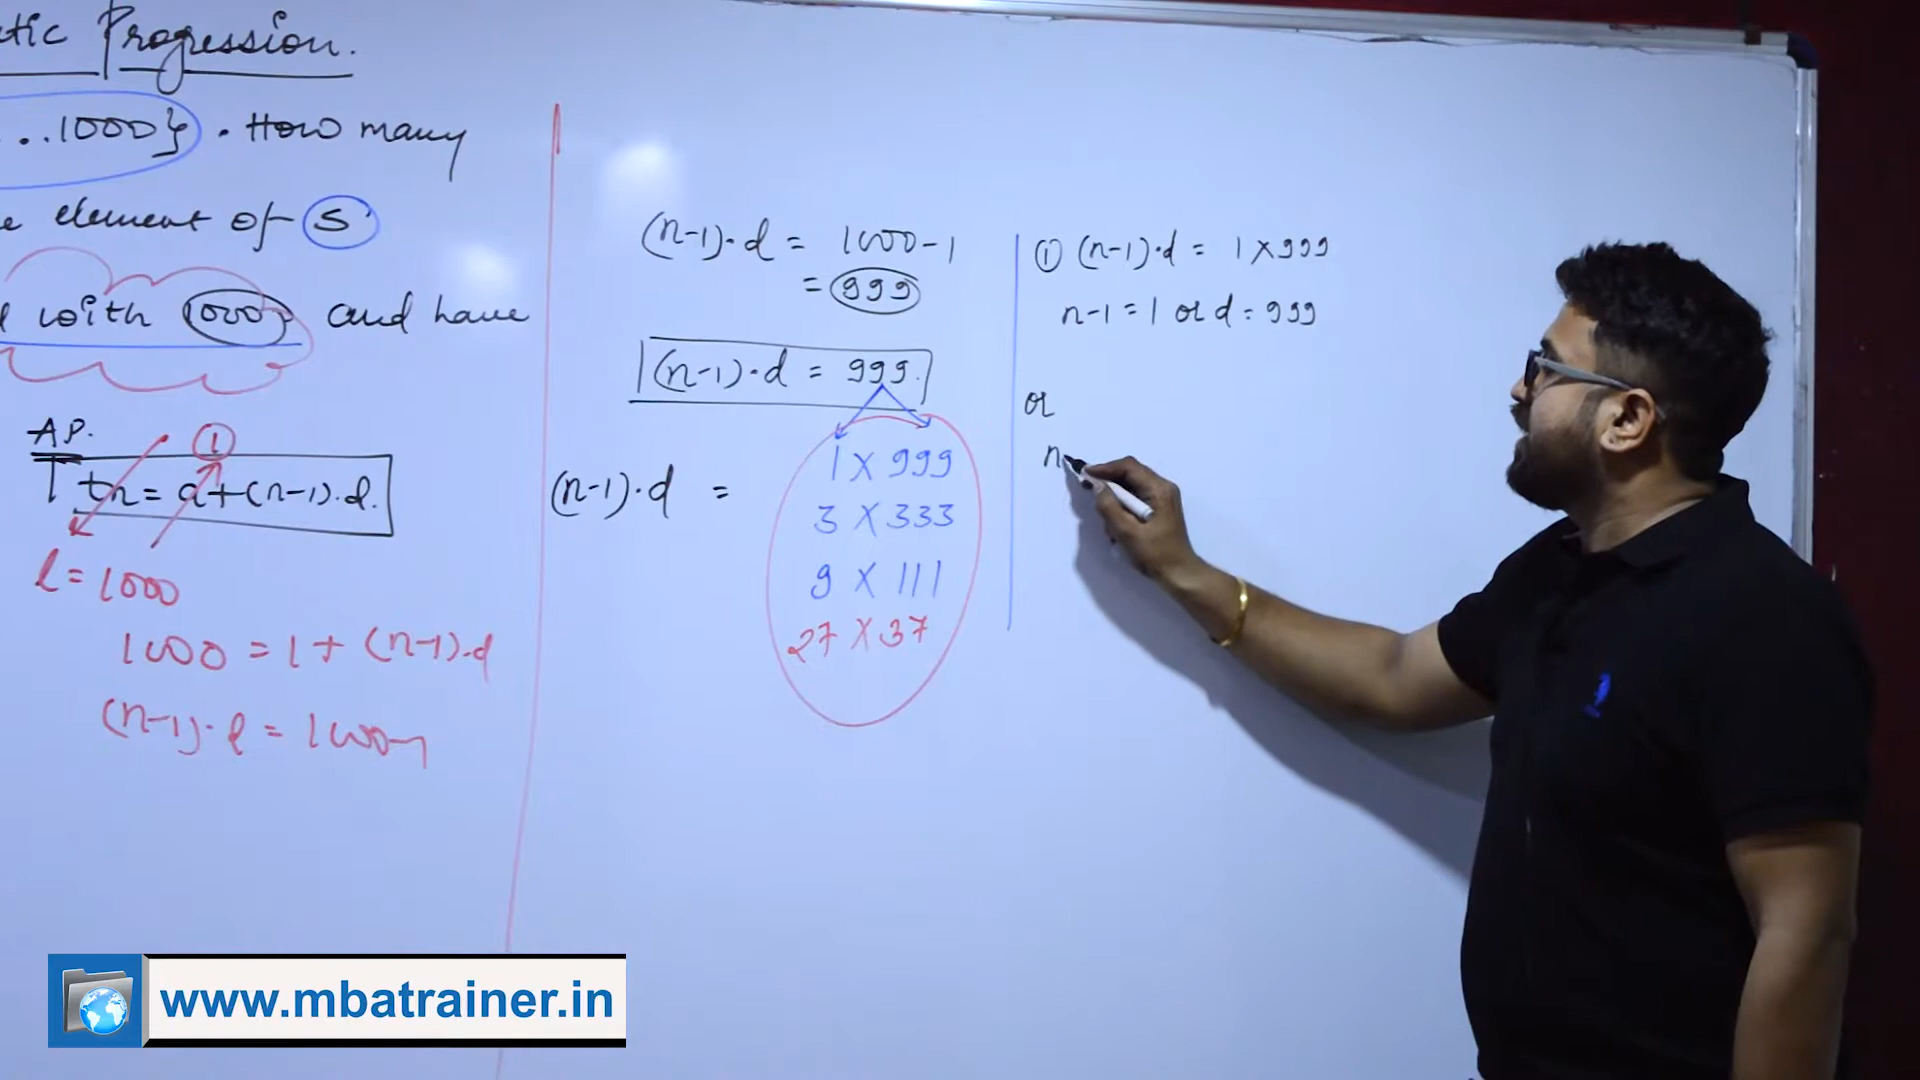 tic Progression.
...1000}. How many
e element of S
with 1000 and have
A.P.
1
tn = a+(n-1).d.
l = 1000
1000 = 1 + (n-1).d
(n-1).d = 1000-1
(n-1).d = 1000-1
= 999
(n-1).d = 999.
(n-1).d =
1 X 999
3 X 333
9 X 111
27 X 37
① (n-1).d = 1 X 999
n-1 = 1 or d = 999
or
n
www.mbatrainer.in